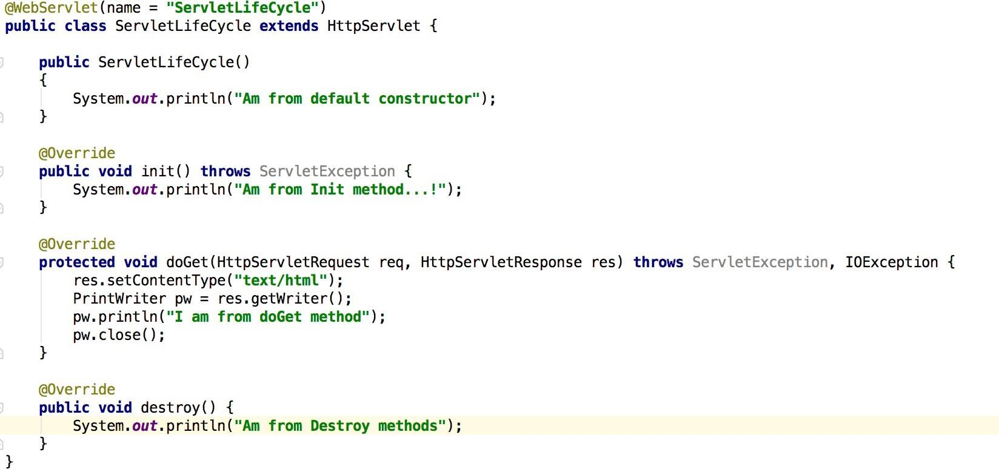 @WebServlet(name = "ServletLifeCycle")
public class ServletLifeCycle extends HttpServlet {
public ServletLifeCycle()
{
System.out.println("Am from default constructor");
}
@Override
public void init() throws ServletException {
System.out.println("Am from Init method...!");
}
@Override
protected void doGet(HttpServletRequest req, HttpServletResponse res) throws ServletException, IOException {
res.setContentType("text/html");
PrintWriter pw = res.getWriter();
pw.println("I am from doGet method");
pw.close();
}
@Override
public void destroy() {
System.out.println("Am from Destroy methods");
}
}